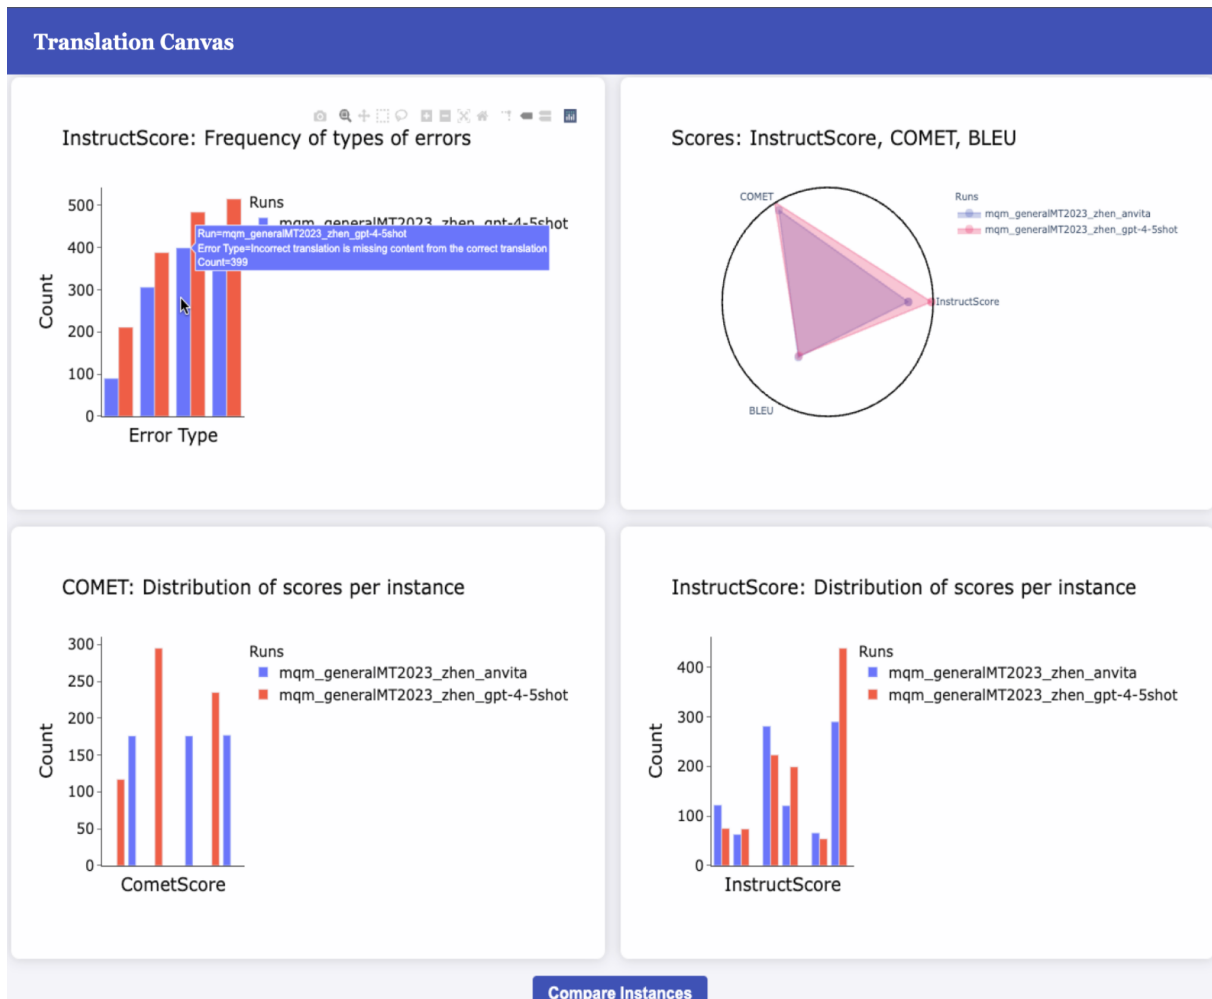 Translation Canvas
InstructScore: Frequency of types of errors
500
400
300
200
100
0
Count
Error Type
Runs
mqm_generalMT2023_zhen_gpt-4-5shot
Run=mqm_generalMT2023_zhen_gpt-4-5shot
Error Type=Incorrect translation is missing content from the correct translation
Count=399
Scores: InstructScore, COMET, BLEU
COMET
InstructScore
BLEU
Runs
mqm_generalMT2023_zhen_anvita
mqm_generalMT2023_zhen_gpt-4-5shot
COMET: Distribution of scores per instance
300
250
200
150
100
50
0
Count
CometScore
Runs
mqm_generalMT2023_zhen_anvita
mqm_generalMT2023_zhen_gpt-4-5shot
InstructScore: Distribution of scores per instance
400
300
200
100
0
Count
InstructScore
Runs
mqm_generalMT2023_zhen_anvita
mqm_generalMT2023_zhen_gpt-4-5shot
Compare Instances